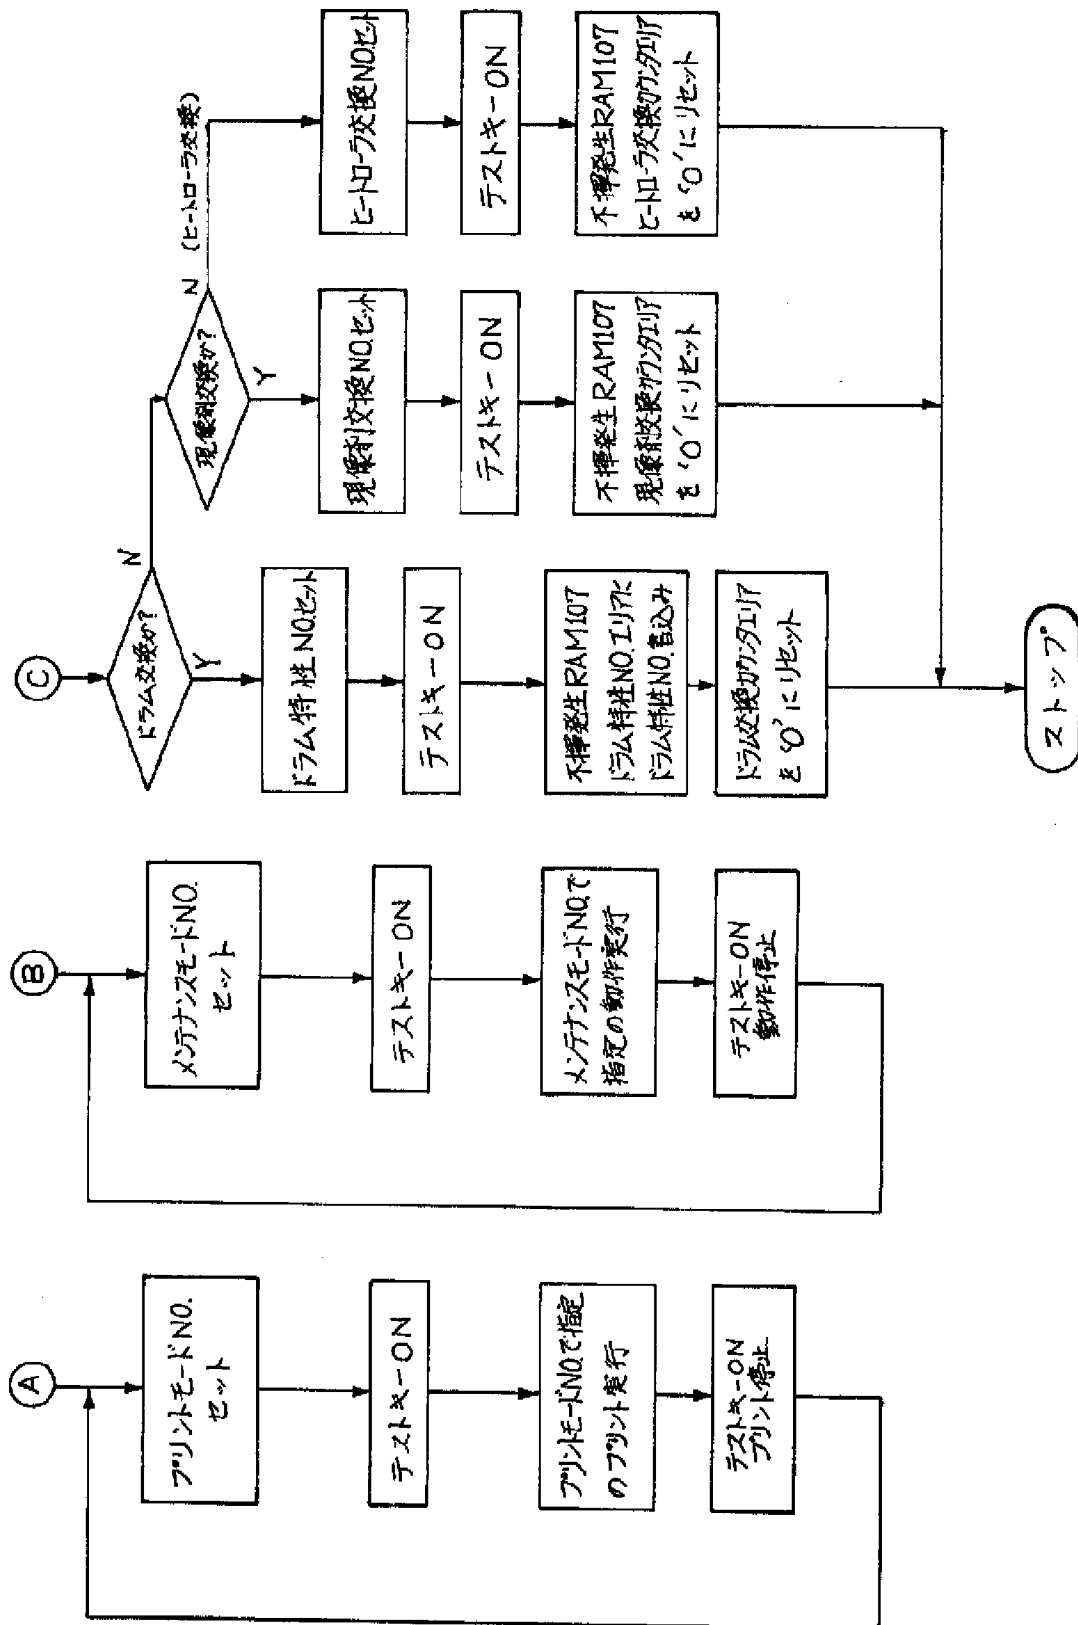 A
プリントモードNO.
セット
テストキーON
プリントモードNO.で指定
のプリント実行
テストキーON
プリント停止
B
メンテナンスモードNO.
セット
テストキーON
メンテナンスモードNO.で
指定の動作実行
テストキーON
動作停止
C
ドラム交換か?
Y
N
ドラム特性NO.セット
テストキーON
不揮発生RAM107
ドラム特性NO.エリアに
ドラム特性NO.書込み
ドラム交換カウンタエリア
を'0'にリセット
現像剤交換か?
Y
N
(ヒートローラ交換)
現像剤交換NO.セット
テストキーON
不揮発生RAM107
現像剤交換カウンタエリア
を'0'にリセット
ヒートローラ交換NO.セット
テストキーON
不揮発生RAM107
ヒートローラ交換カウンタエリア
を'0'にリセット
ストップ